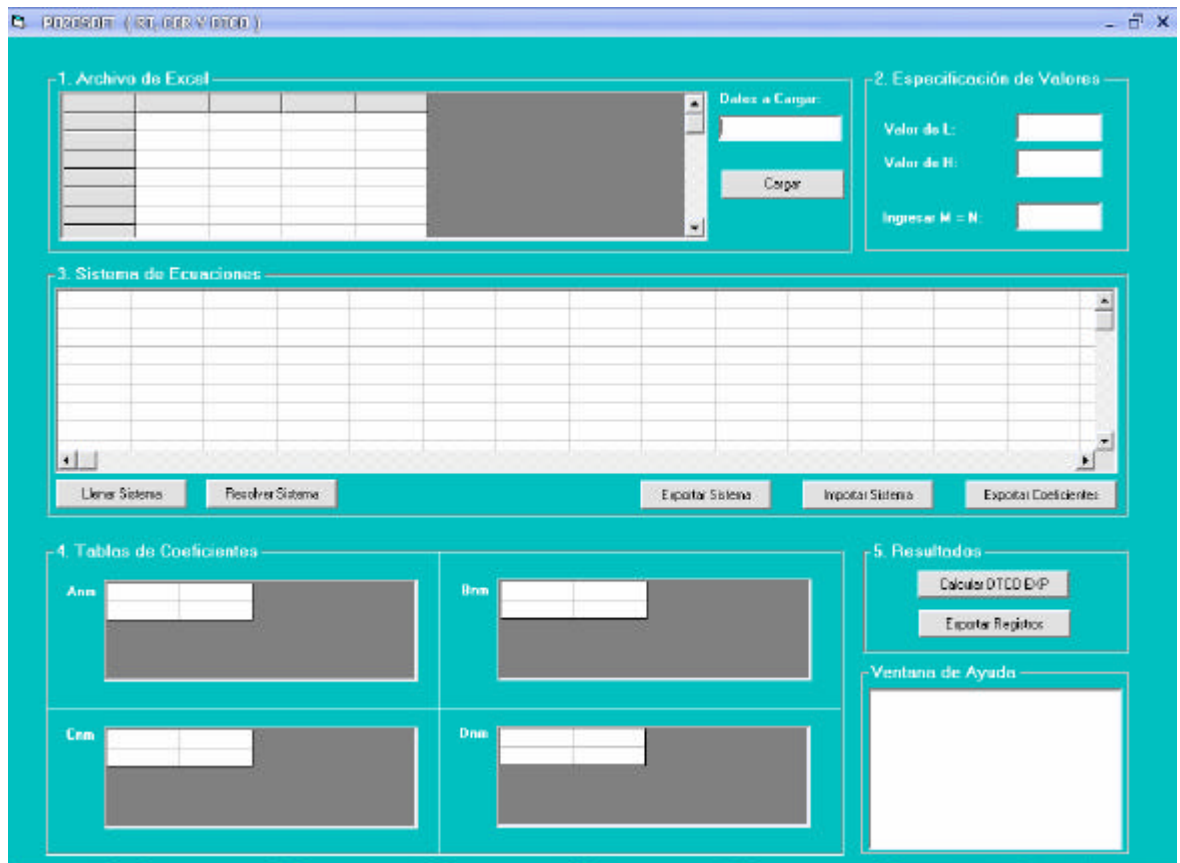 POZOSOFT ( RT, CGR Y DTCO )
1. Archivo de Excel
Datos a Cargar:
Cargar
2. Especificación de Valores
Valor de L:
Valor de H:
Ingresar M = N:
3. Sistema de Ecuaciones
Llenar Sistema
Resolver Sistema
Exportar Sistema
Importar Sistema
Exportar Coeficientes
4. Tablas de Coeficientes
Anm
Bnm
Cnm
Dnm
5. Resultados
Calcular DTCO EXP
Exportar Registros
Ventana de Ayuda